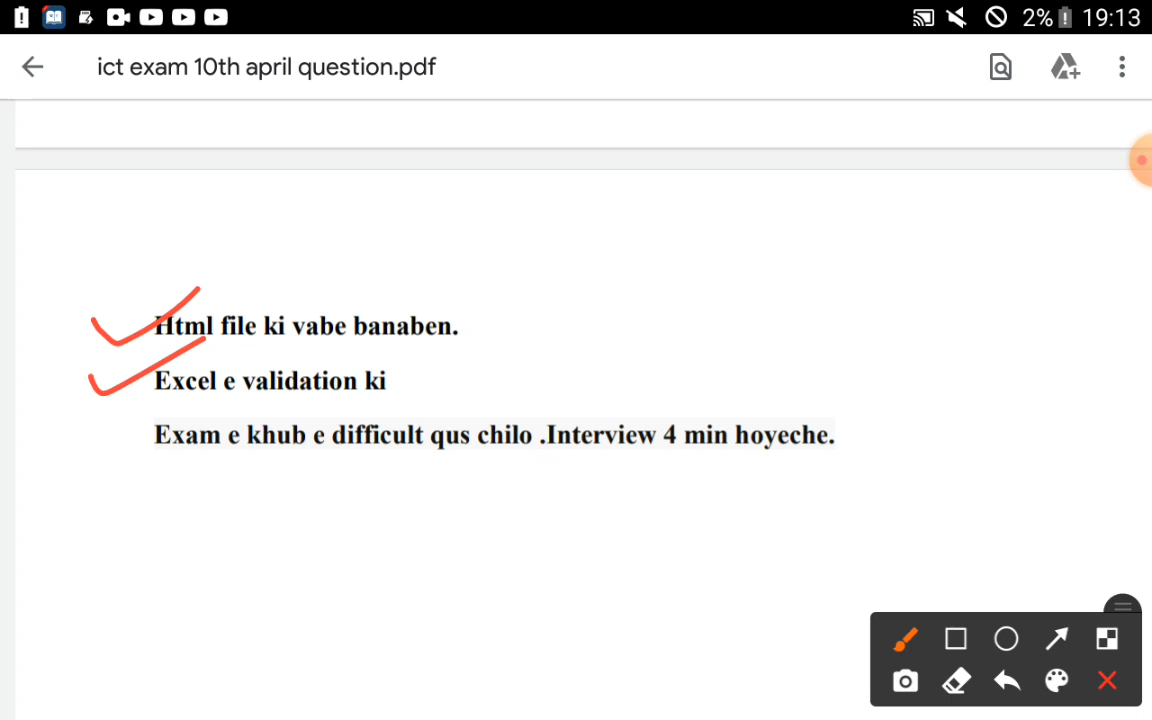 2% 19:13
ict exam 10th april question.pdf
Html file ki vabe banaben.
Excel e validation ki
Exam e khub e difficult qus chilo .Interview 4 min hoyeche.